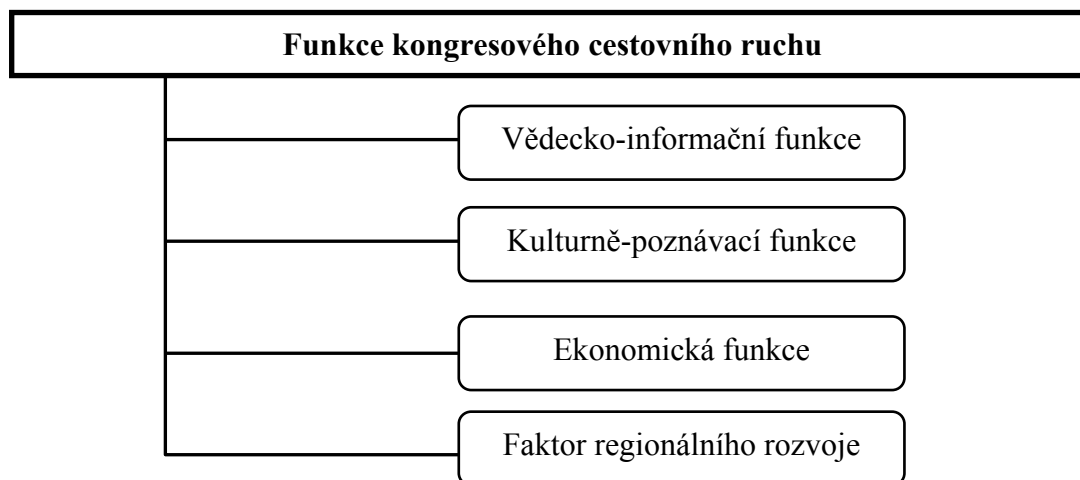 Funkce kongresového cestovního ruchu
Vědecko-informační funkce
Kulturně-poznávací funkce
Ekonomická funkce
Faktor regionálního rozvoje